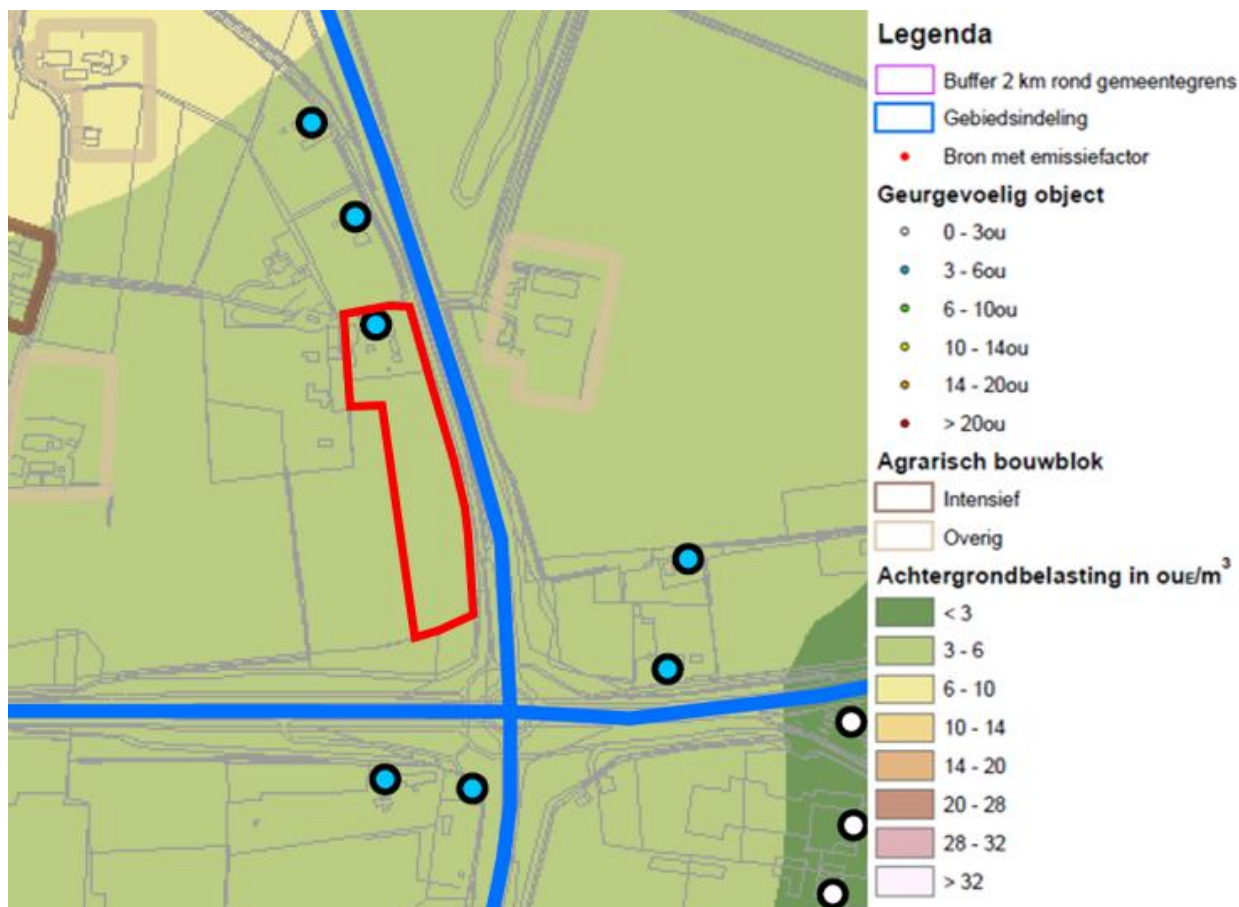 Legenda
Buffer 2 km rond gemeentegrens
Gebiedsindeling
Bron met emissiefactor
Geurgevoelig object
0 - 3ou
3 - 6ou
6 - 10ou
10 - 14ou
14 - 20ou
> 20ou
Agrarisch bouwblok
Intensief
Overig
Achtergrondbelasting in ouE/m³
< 3
3 - 6
6 - 10
10 - 14
14 - 20
20 - 28
28 - 32
> 32